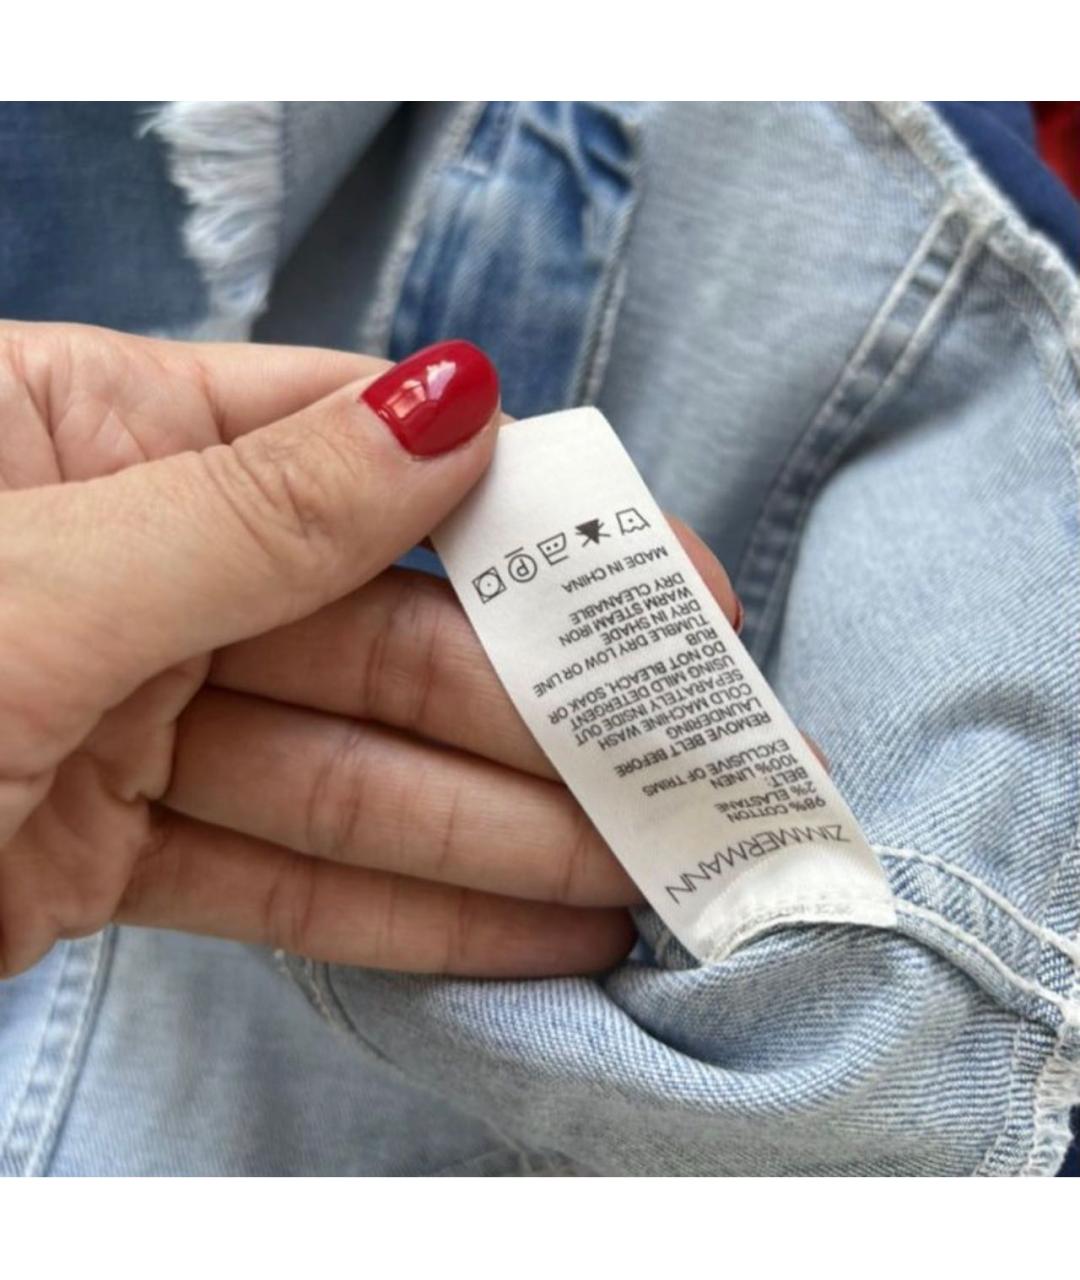 ZIMMERMANN
98% COTTON
2% ELASTANE
BELT:
100% LINEN
EXCLUSIVE OF TRIMS
REMOVE BELT BEFORE
LAUNDERING
COLD MACHINE WASH
SEPARATELY INSIDE OUT
USING MILD DETERGENT
DO NOT BLEACH, SOAK OR
RUB
TUMBLE DRY LOW OR LINE
DRY IN SHADE
WARM STEAM IRON
DRY CLEANABLE
MADE IN CHINA
P